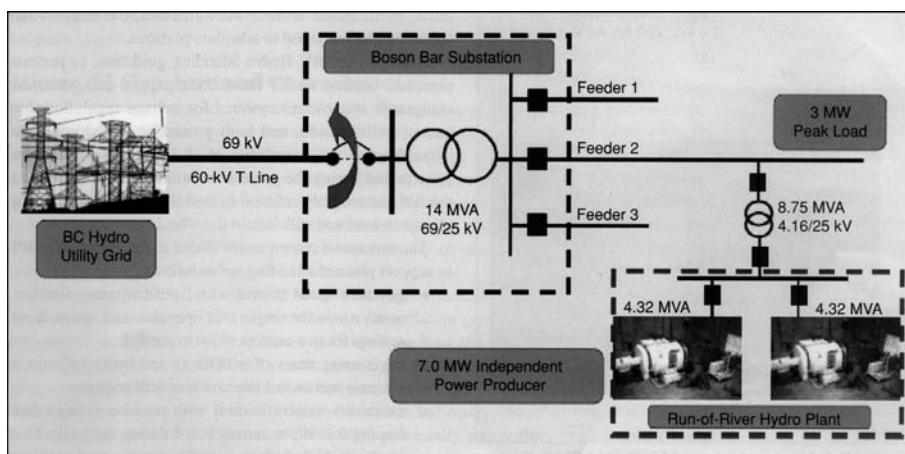 Boson Bar Substation
Feeder 1
3 MW
Peak Load
69 kV
Feeder 2
60-kV T Line
14 MVA
69/25 kV
8.75 MVA
4.16/25 kV
BC Hydro
Utility Grid
Feeder 3
4.32 MVA
4.32 MVA
7.0 MW Independent
Power Producer
Run-of-River Hydro Plant